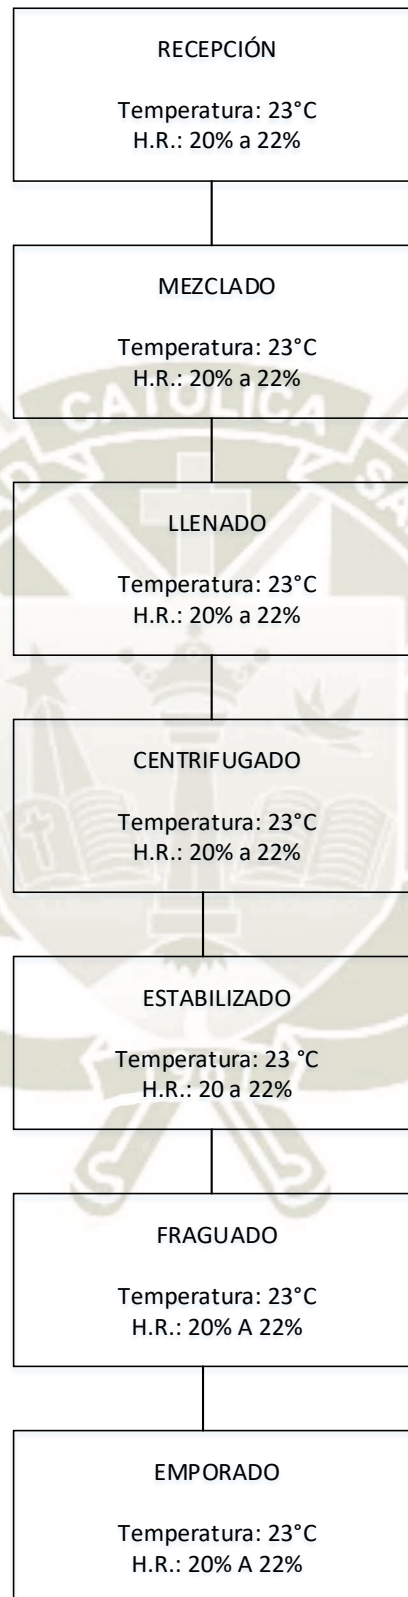 RECEPCIÓN
Temperatura: 23°C
H.R.: 20% a 22%
MEZCLADO
Temperatura: 23°C
H.R.: 20% a 22%
CATOLICA
LLENADO
Temperatura: 23°C
H.R.: 20% a 22%
CENTRIFUGADO
Temperatura: 23°C
H.R.: 20% a 22%
ESTABILIZADO
Temperatura: 23 °C
H.R.: 20 a 22%
FRAGUADO
Temperatura: 23°C
H.R.: 20% A 22%
EMPORADO
Temperatura: 23°C
H.R.: 20% A 22%